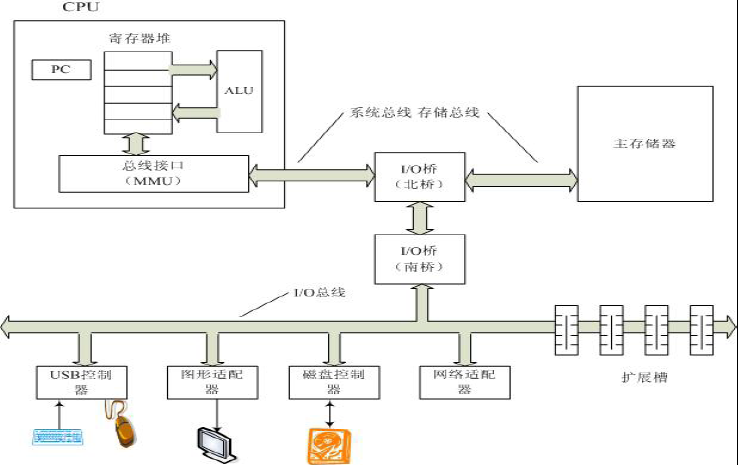 CPU
寄存器堆
PC
ALU
系统总线 存储总线
主存储器
总线接口
（MMU）
I/O桥
（北桥）
I/O桥
（南桥）
I/O总线
USB控制
器
图形适配
器
磁盘控制
器
网络适配
器
扩展槽